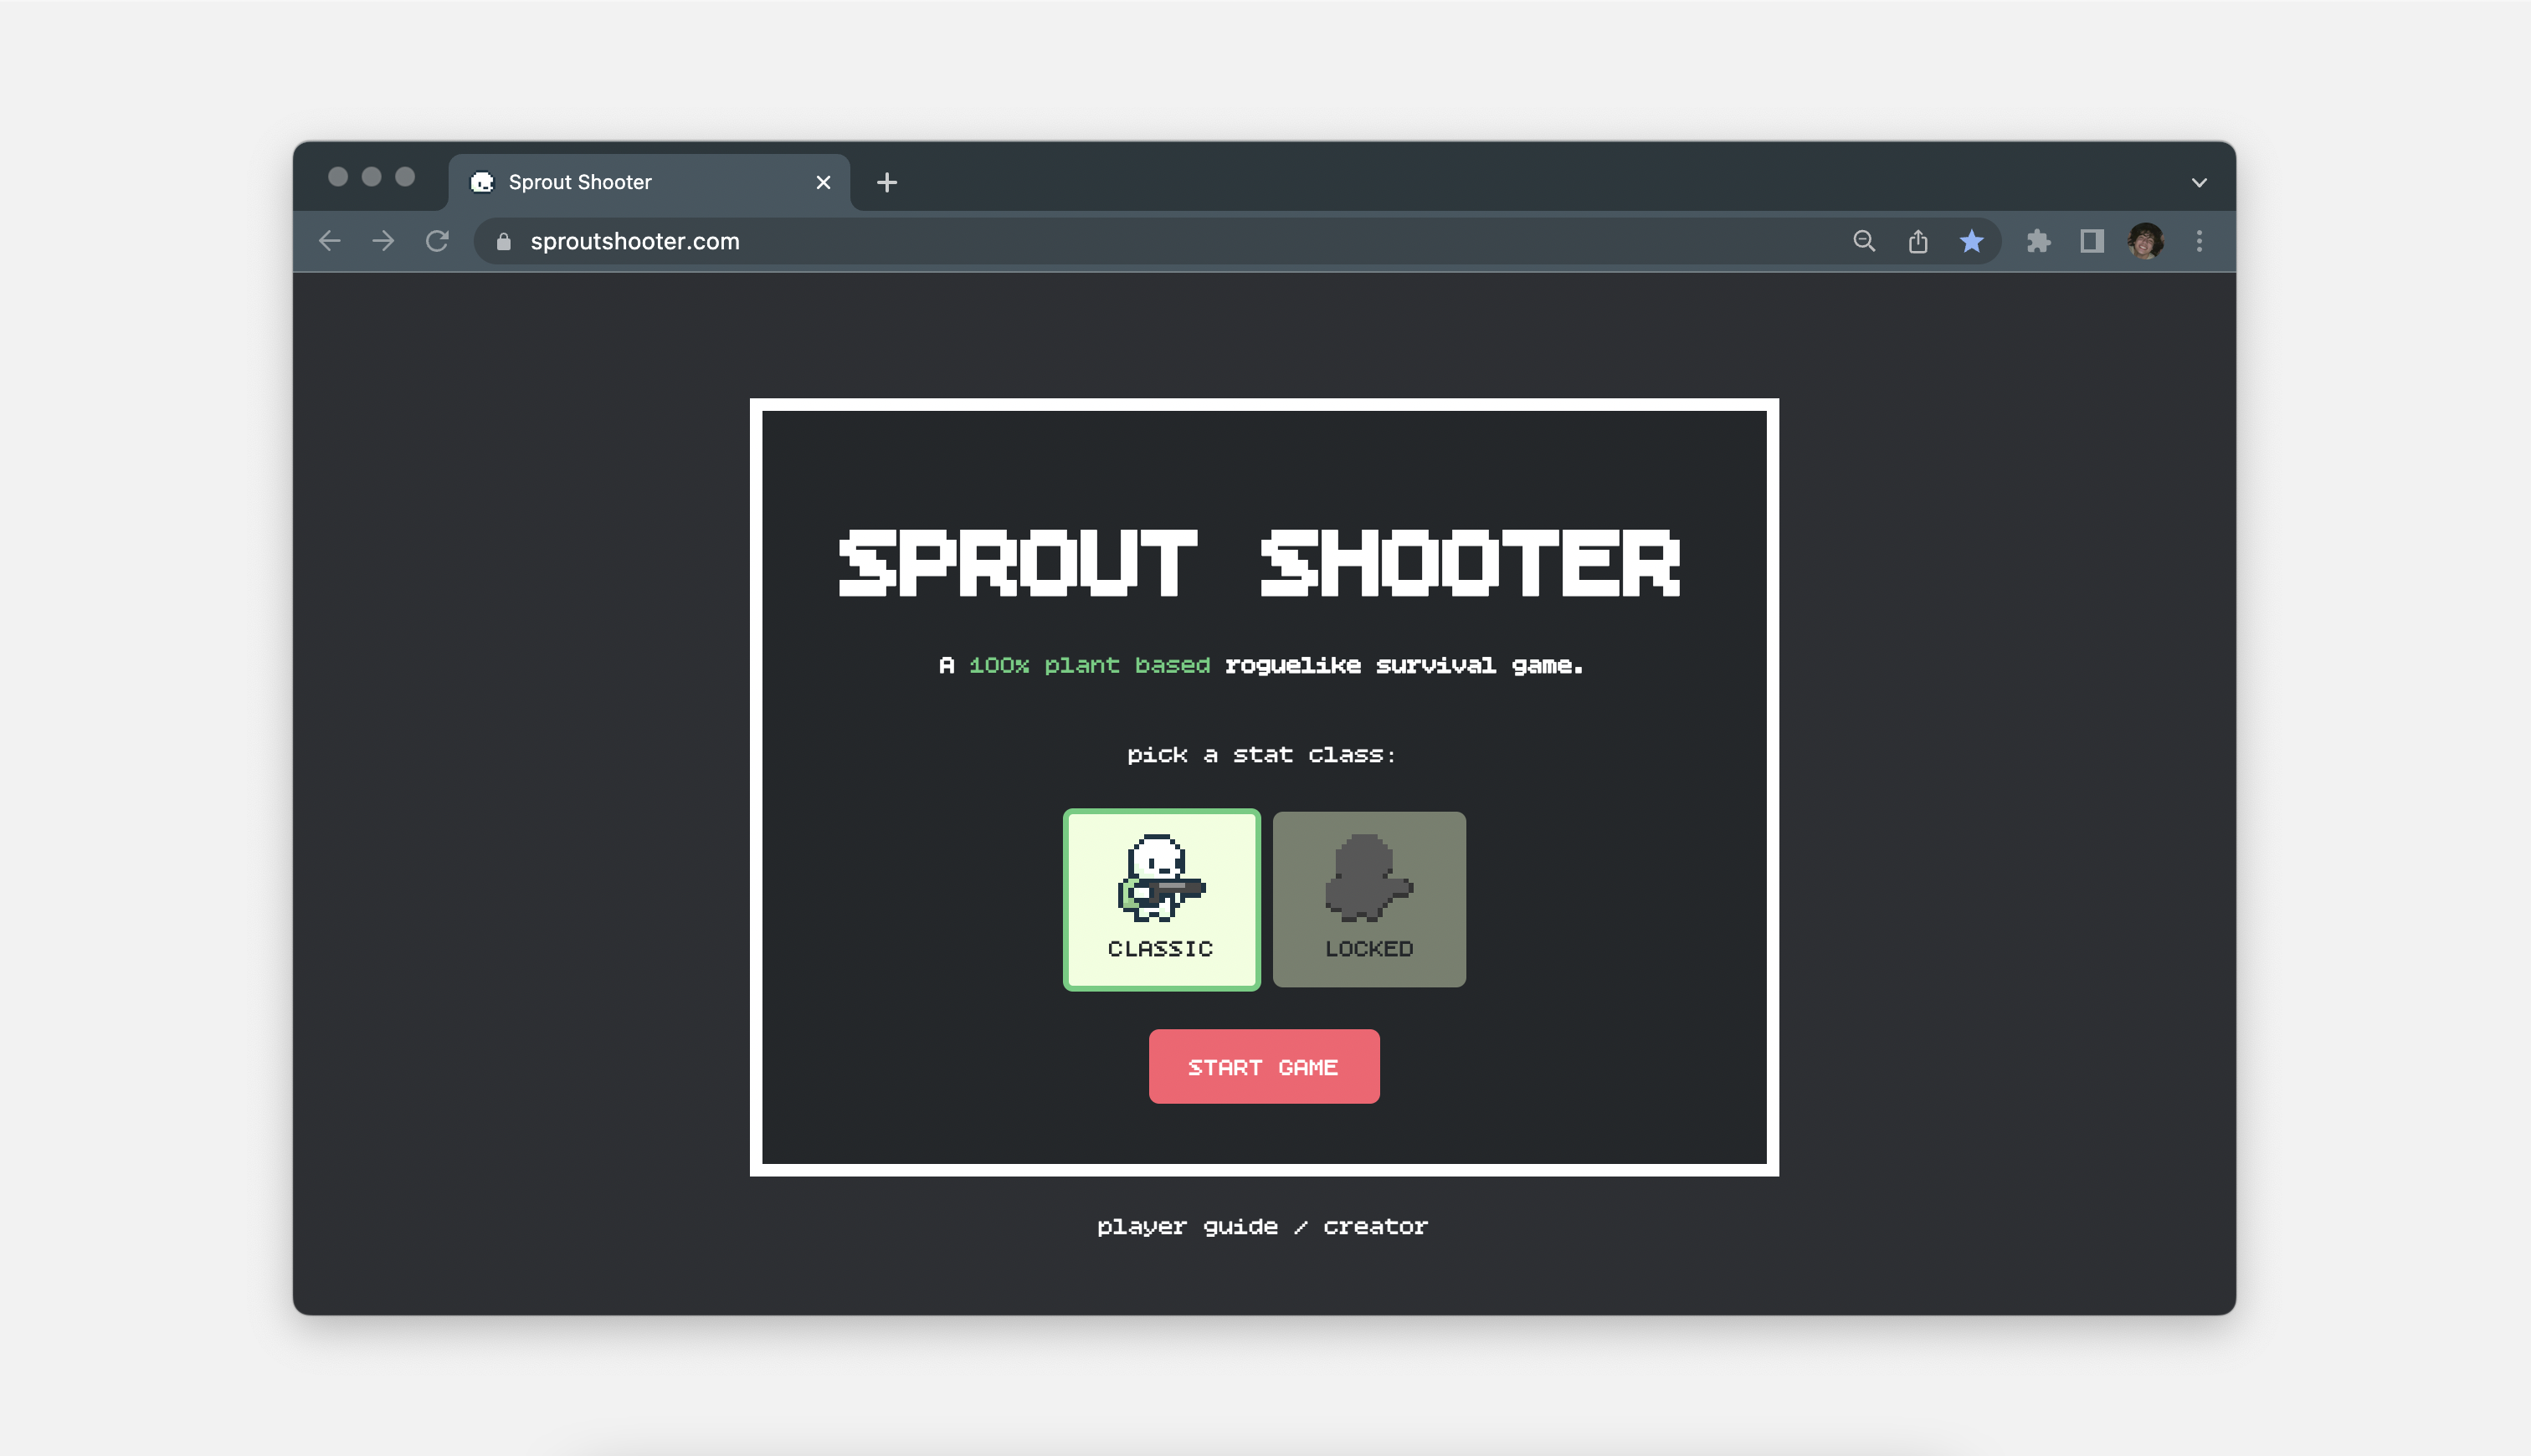 Sprout Shooter
sproutshooter.com
SPROUT SHOOTER
A 100% plant based roguelike survival game.
pick a stat class:
CLASSIC
LOCKED
START GAME
player guide / creator